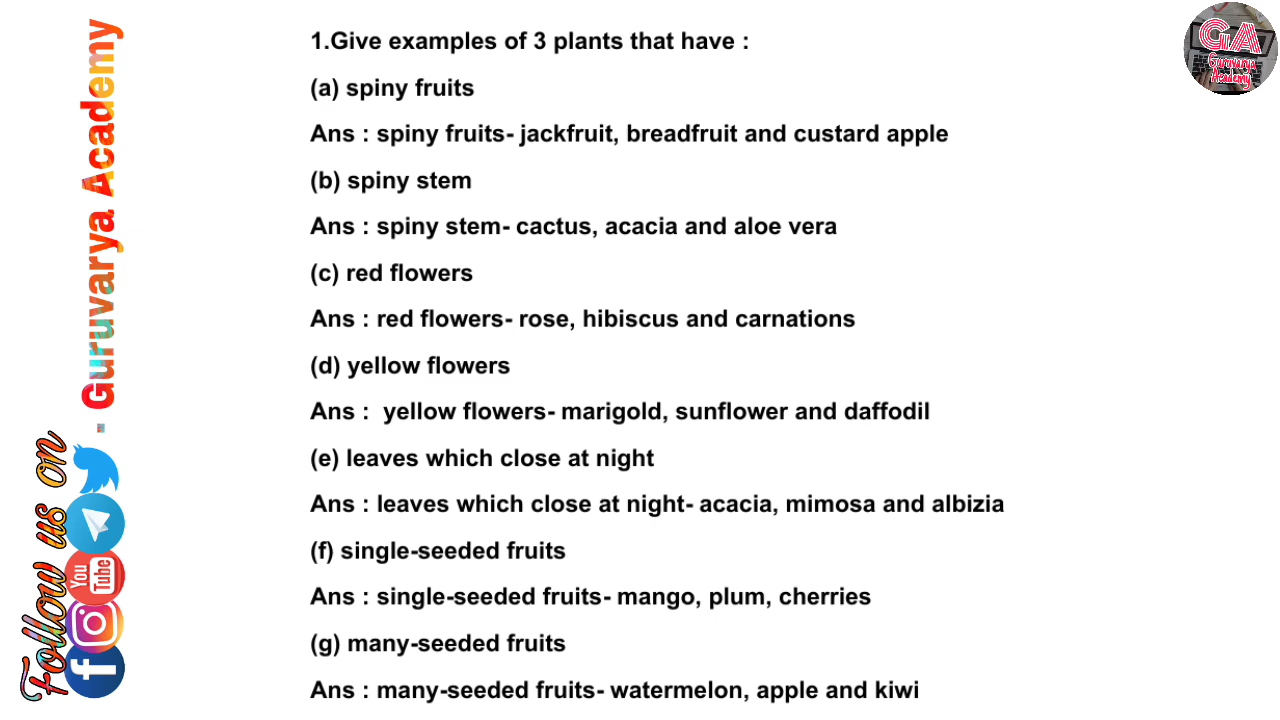 1.Give examples of 3 plants that have :
(a) spiny fruits
Ans : spiny fruits- jackfruit, breadfruit and custard apple
(b) spiny stem
Ans : spiny stem- cactus, acacia and aloe vera
(c) red flowers
Ans : red flowers- rose, hibiscus and carnations
(d) yellow flowers
Ans :  yellow flowers- marigold, sunflower and daffodil
(e) leaves which close at night
Ans : leaves which close at night- acacia, mimosa and albizia
(f) single-seeded fruits
Ans : single-seeded fruits- mango, plum, cherries
(g) many-seeded fruits
Ans : many-seeded fruits- watermelon, apple and kiwi
Follow us on
- Guruvarya Academy
You
Tube
f
GA
Guruvarya
Academy